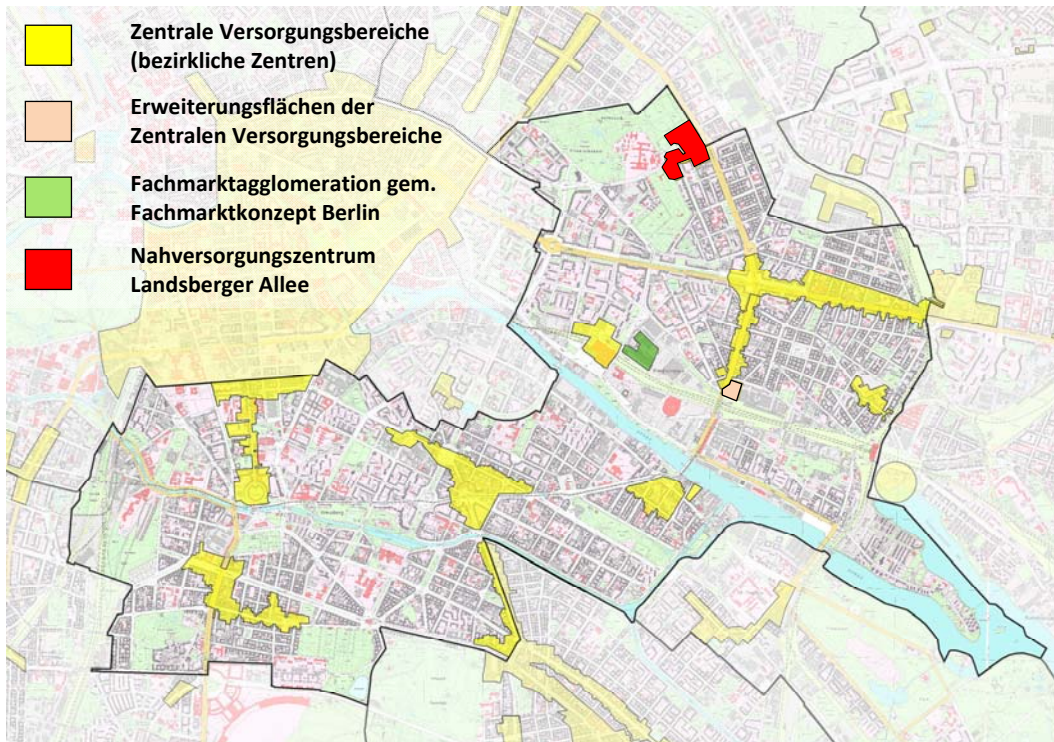 Zentrale Versorgungsbereiche
(bezirkliche Zentren)
Erweiterungsflächen der
Zentralen Versorgungsbereiche
Fachmarktagglomeration gem.
Fachmarktkonzept Berlin
Nahversorgungszentrum
Landsberger Allee